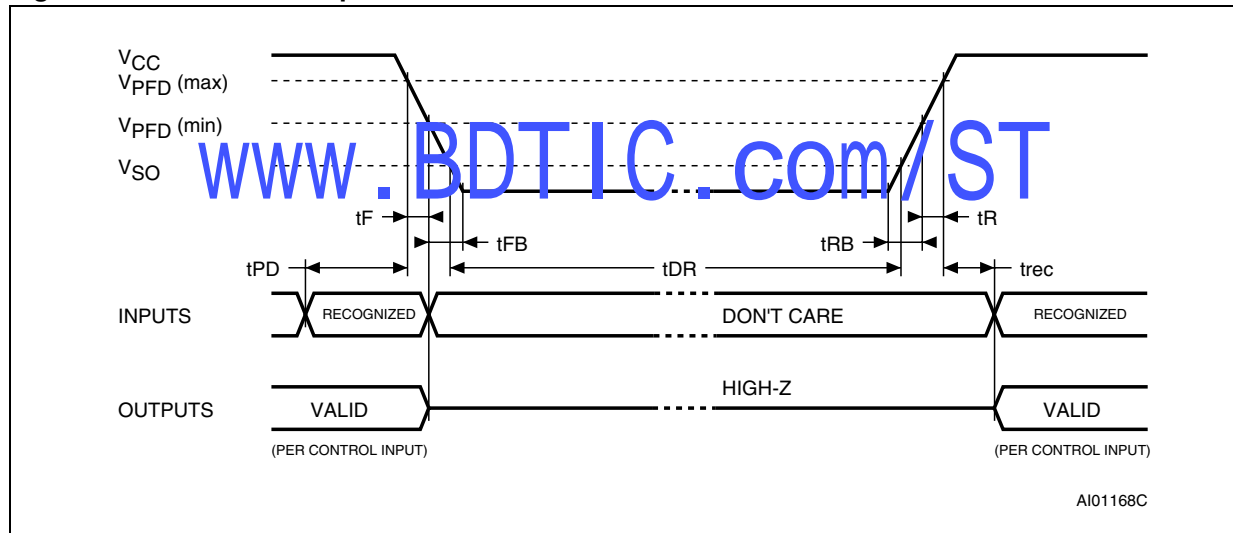 VCC
VPFD (max)
VPFD (min)
VSO
www.BDTIC.com/ST
tF
tR
tFB
tRB
tPD
tDR
trec
INPUTS
RECOGNIZED
DON'T CARE
RECOGNIZED
HIGH-Z
OUTPUTS
VALID
VALID
(PER CONTROL INPUT)
(PER CONTROL INPUT)
AI01168C